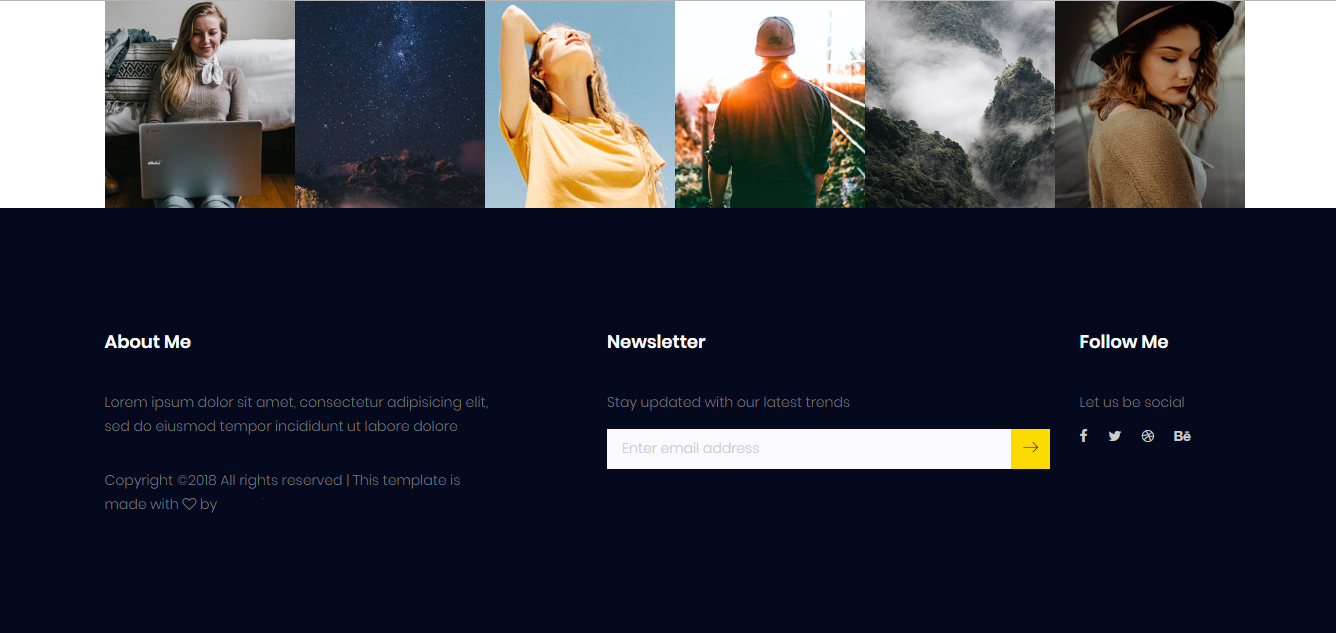 About Me
Newsletter
Follow Me
Lorem ipsum dolor sit amet, consectetur adipisicing elit,
sed do eiusmod tempor incididunt ut labore dolore
Stay updated with our latest trends
Let us be social
Enter email address
Copyright ©2018 All rights reserved | This template is
made with ♡ by